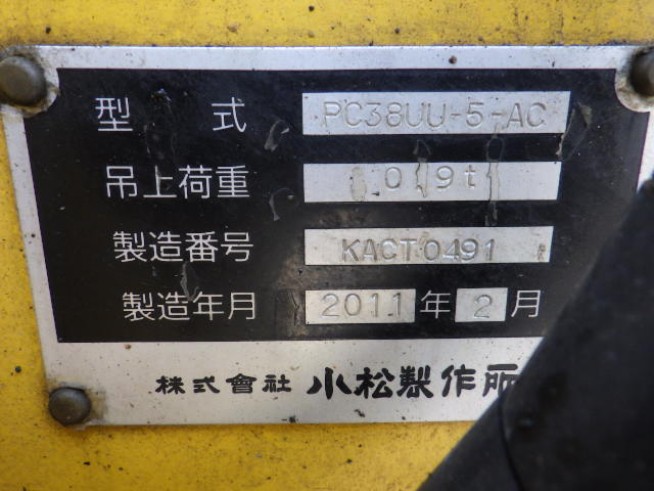 型式 PC38UU-5-AC
吊上荷重 0.9t
製造番号 KACT0491
製造年月 2011年2月
株式會社 小松製作所